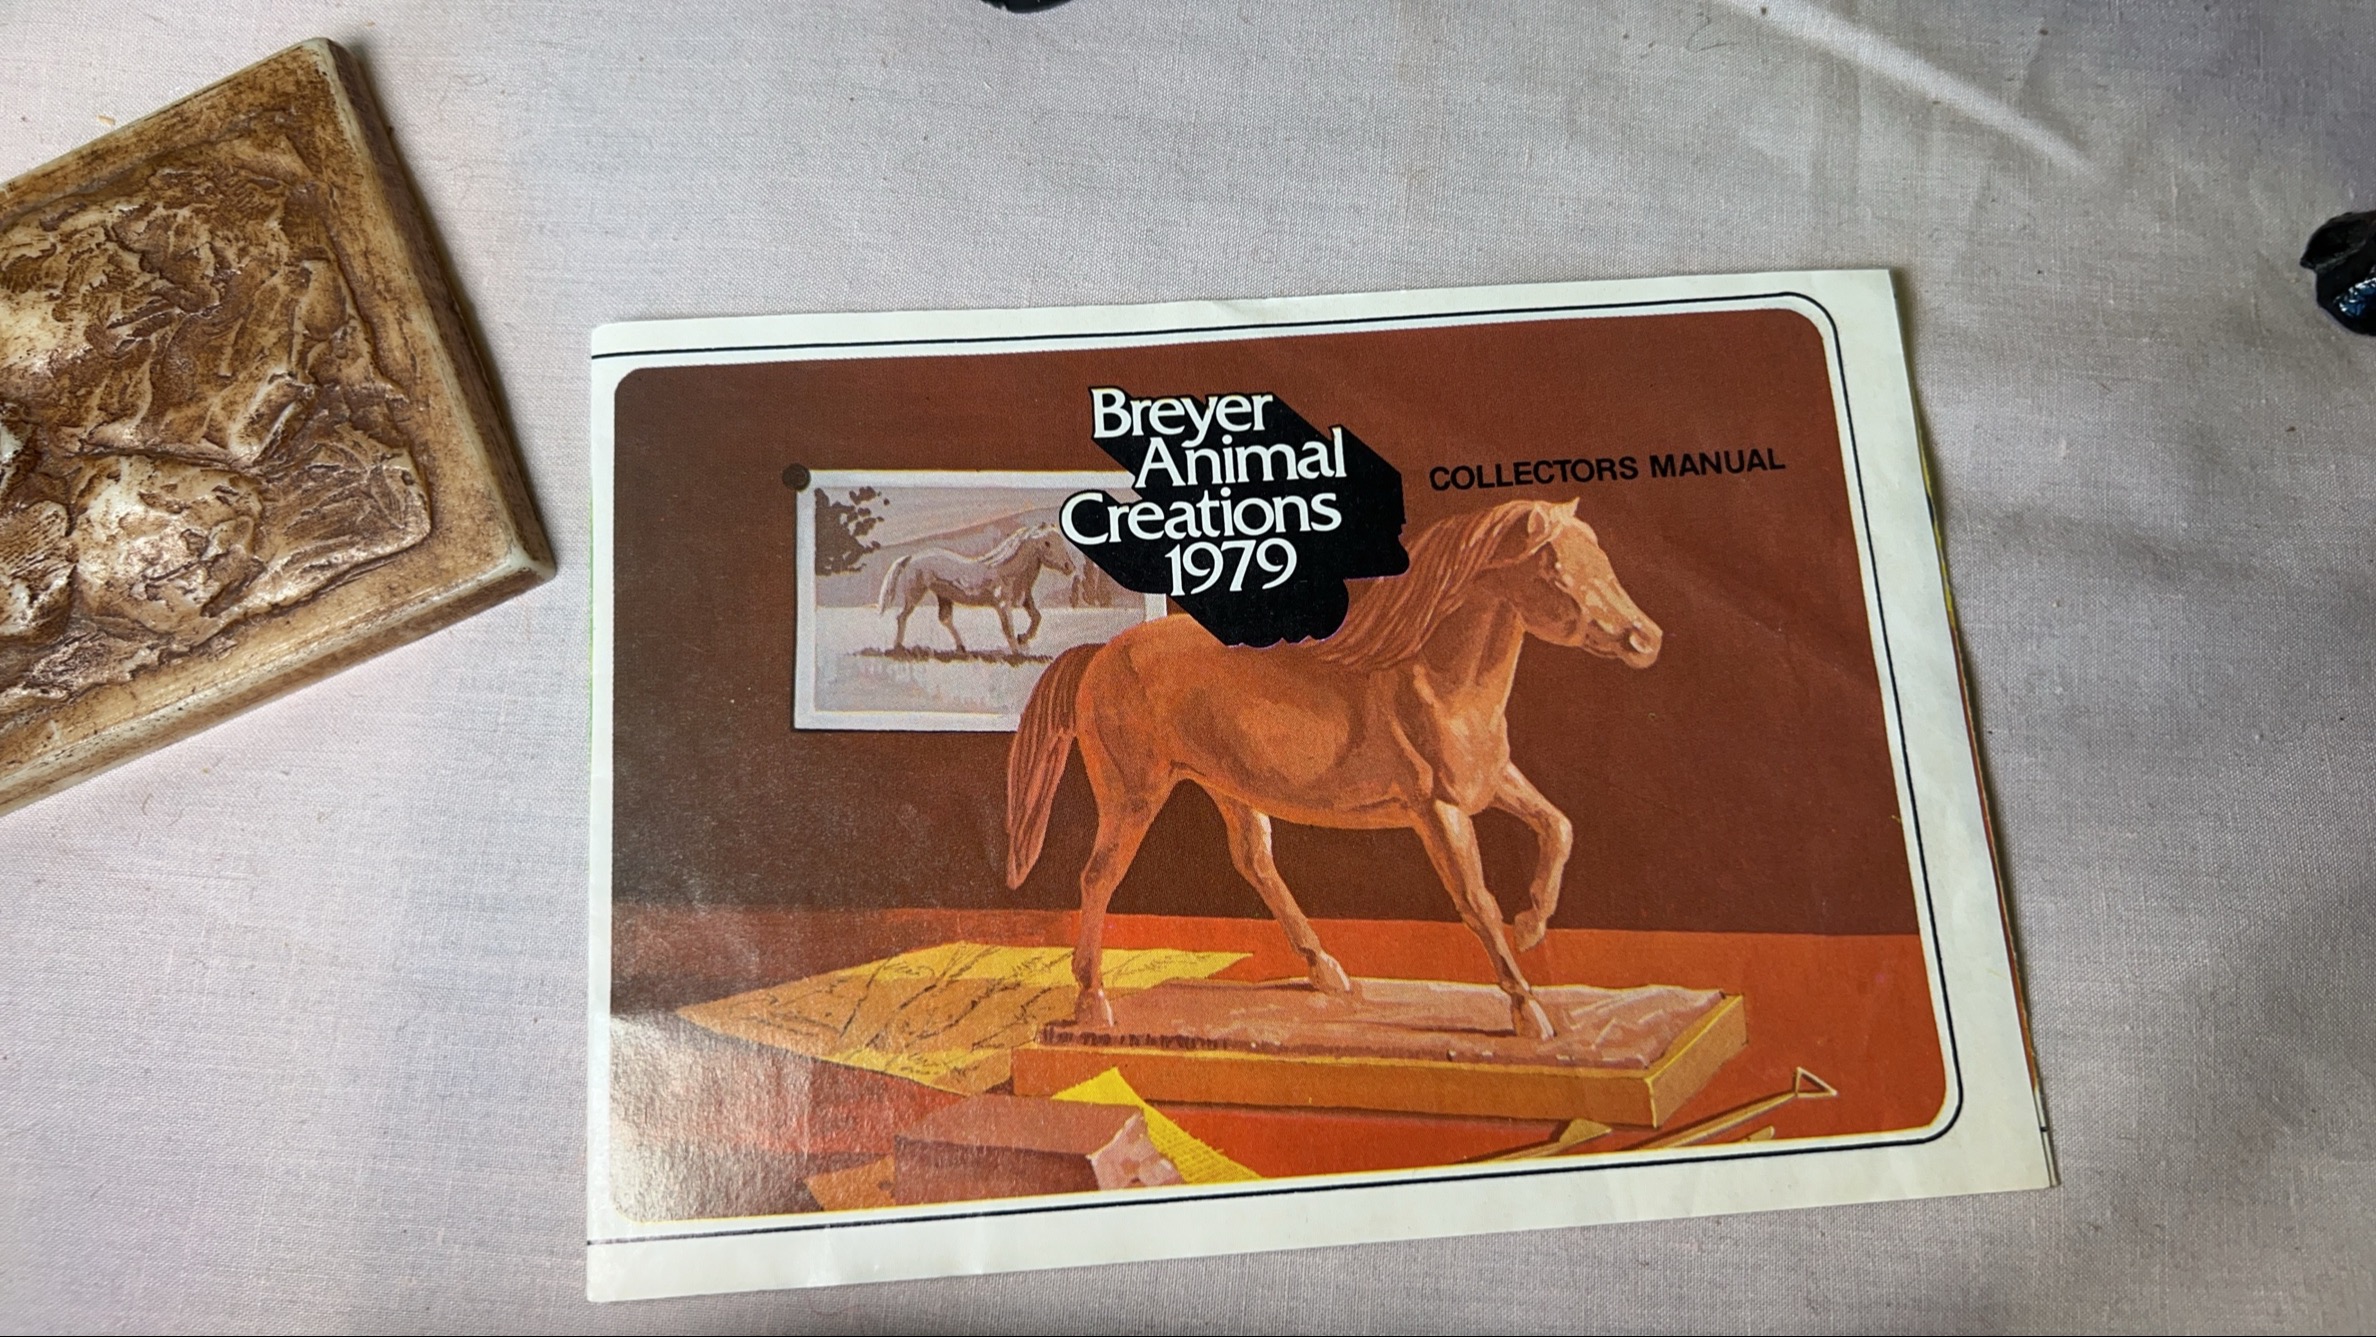 Breyer
Animal
Creations
1979
COLLECTORS MANUAL